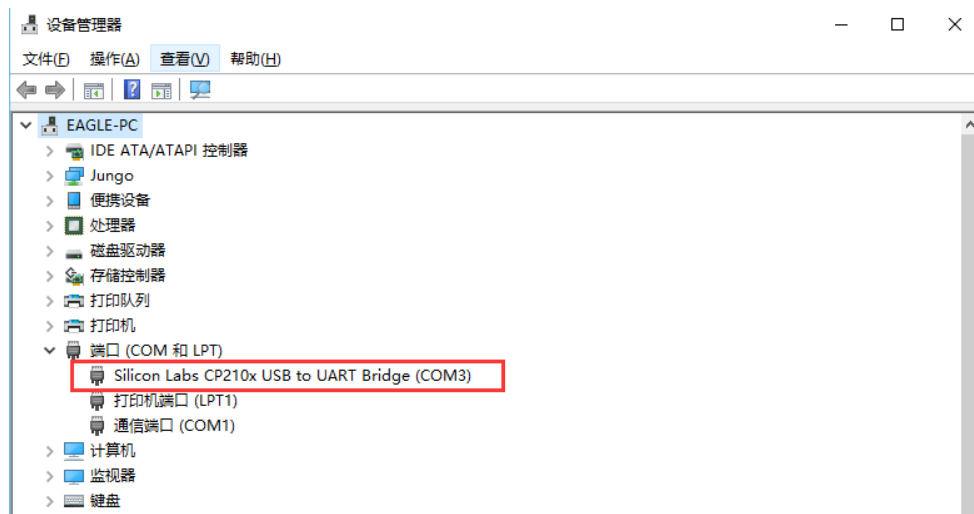 设备管理器
文件(F) 操作(A) 查看(V) 帮助(H)
EAGLE-PC
IDE ATA/ATAPI 控制器
Jungo
便携设备
处理器
磁盘驱动器
存储控制器
打印队列
打印机
端口 (COM 和 LPT)
Silicon Labs CP210x USB to UART Bridge (COM3)
打印机端口 (LPT1)
通信端口 (COM1)
计算机
监视器
键盘